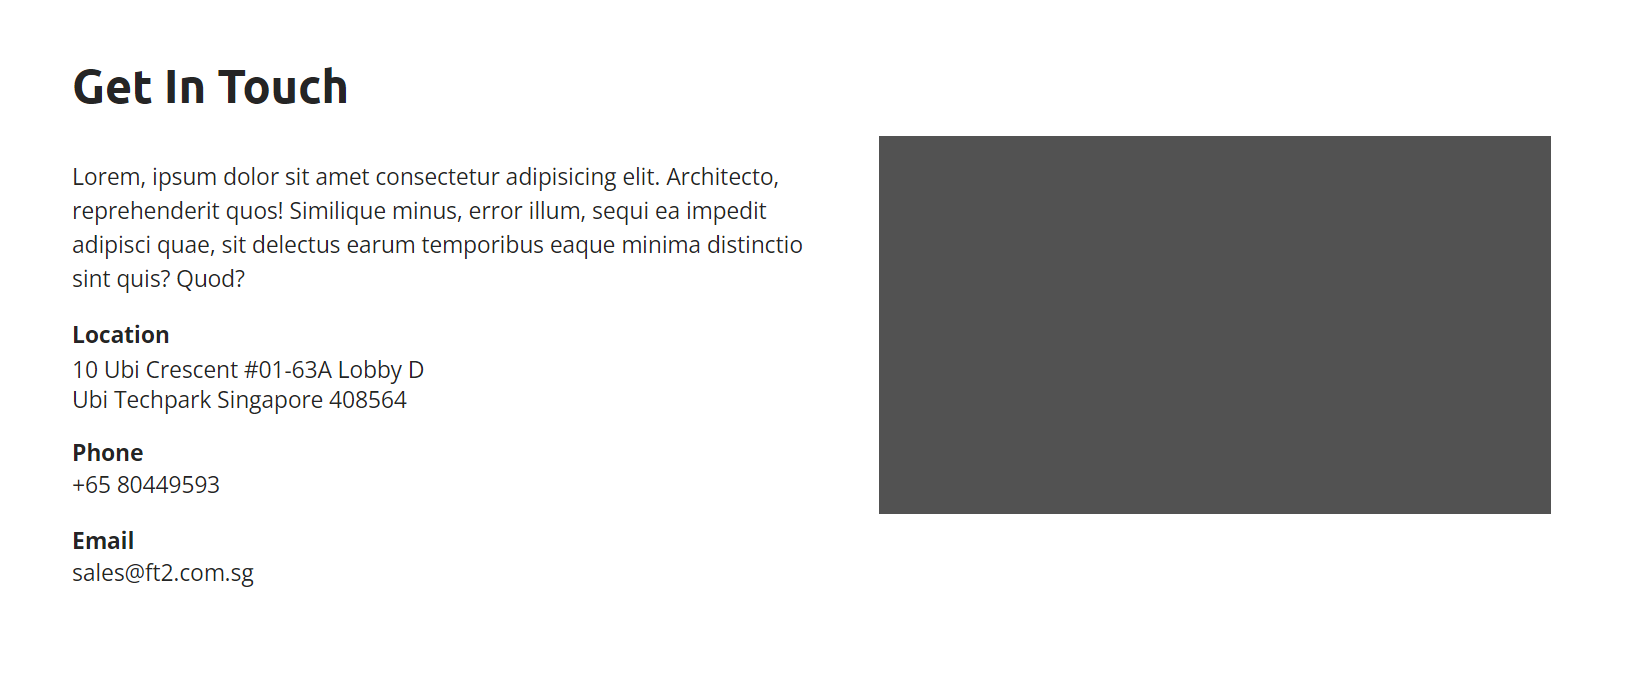 Get In Touch
Lorem, ipsum dolor sit amet consectetur adipisicing elit. Architecto,
reprehenderit quos! Similique minus, error illum, sequi ea impedit
adipisci quae, sit delectus earum temporibus eaque minima distinctio
sint quis? Quod?
Location
10 Ubi Crescent #01-63A Lobby D
Ubi Techpark Singapore 408564
Phone
+65 80449593
Email
sales@ft2.com.sg